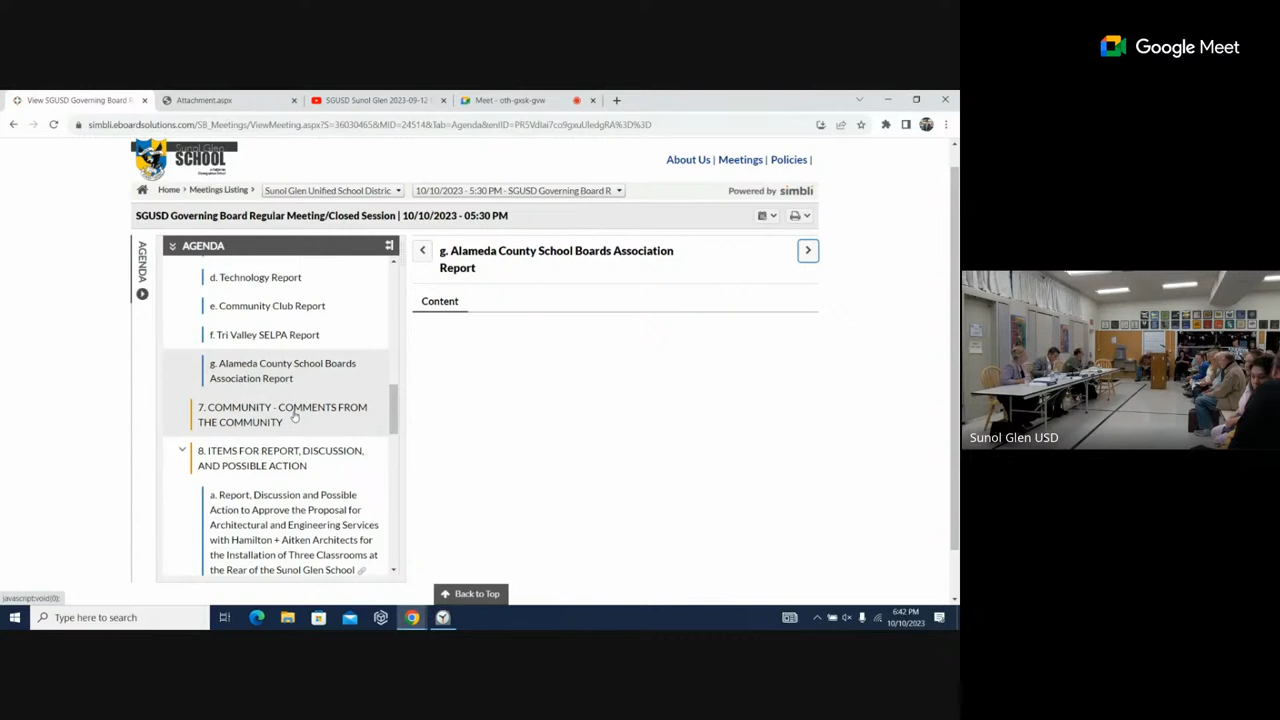 Google Meet
View SGUSD Governing Board R
Attachment.aspx
SGUSD Sunol Glen 2023-09-12
Meet - oth-gxsk-gvw
simbli.eboardsolutions.com/SB_Meetings/ViewMeeting.aspx?S=36030465&MID=24514&Tab=Agenda&enIID=PR5VdIai7co9gxuUledgRA%3D%3D
Sunol Glen
SCHOOL
About Us | Meetings | Policies |
Home > Meetings Listing >
Sunol Glen Unified School Distric
10/10/2023 - 5:30 PM - SGUSD Governing Board R
Powered by simbli
SGUSD Governing Board Regular Meeting/Closed Session | 10/10/2023 - 05:30 PM
AGENDA
AGENDA
d. Technology Report
e. Community Club Report
f. Tri Valley SELPA Report
g. Alameda County School Boards
Association Report
7. COMMUNITY - COMMENTS FROM
THE COMMUNITY
8. ITEMS FOR REPORT, DISCUSSION,
AND POSSIBLE ACTION
a. Report, Discussion and Possible
Action to Approve the Proposal for
Architectural and Engineering Services
with Hamilton + Aitken Architects for
the Installation of Three Classrooms at
the Rear of the Sunol Glen School
g. Alameda County School Boards Association
Report
Content
Sunol Glen USD
Back to Top
javascript:void(0);
Type here to search
6:42 PM
10/10/2023